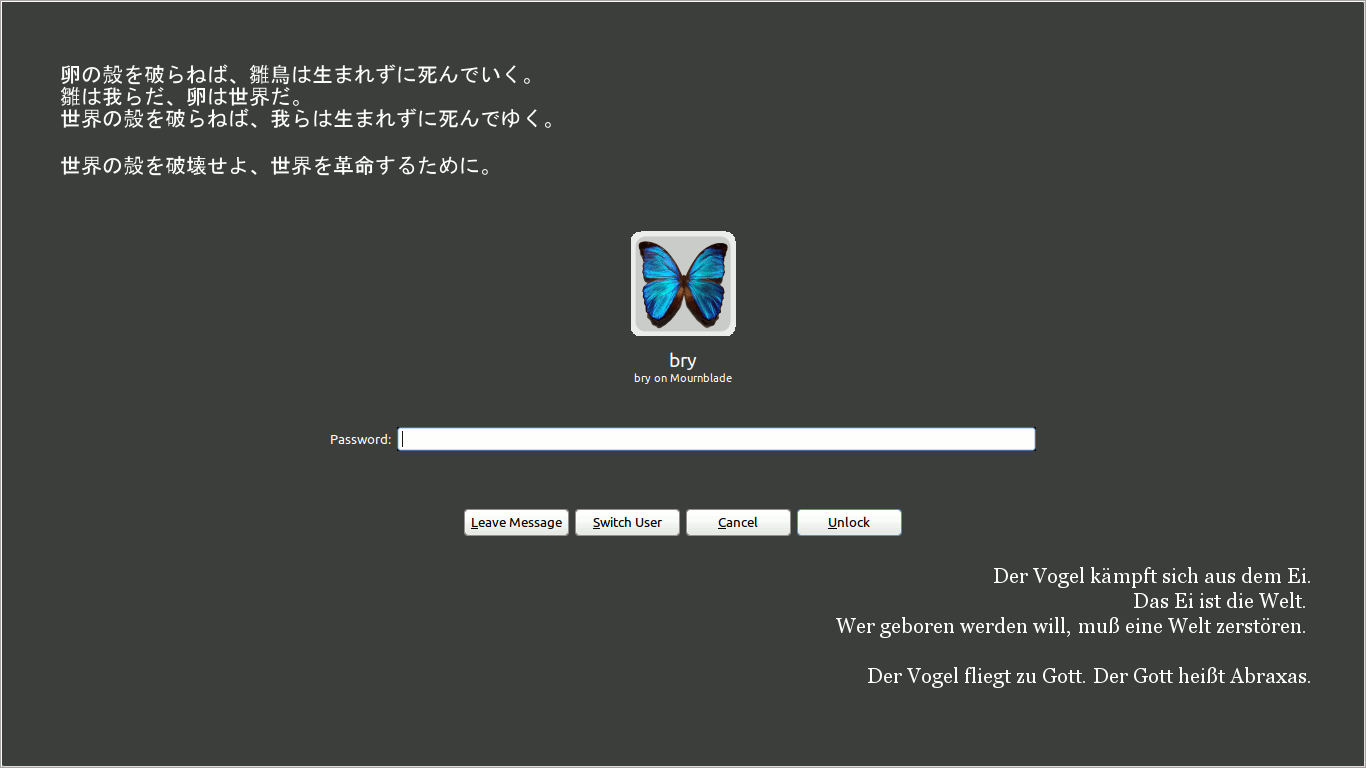 卵の殻を破らねば、雛鳥は生まれずに死んでいく。
雛は我らだ、卵は世界だ。
世界の殻を破らねば、我らは生まれずに死んでゆく。
世界の殻を破壊せよ、世界を革命するために。
bry
bry on Mournblade
Password:
Leave Message Switch User Cancel Unlock
Der Vogel kämpft sich aus dem Ei.
Das Ei ist die Welt.
Wer geboren werden will, muß eine Welt zerstören.
Der Vogel fliegt zu Gott. Der Gott heißt Abraxas.